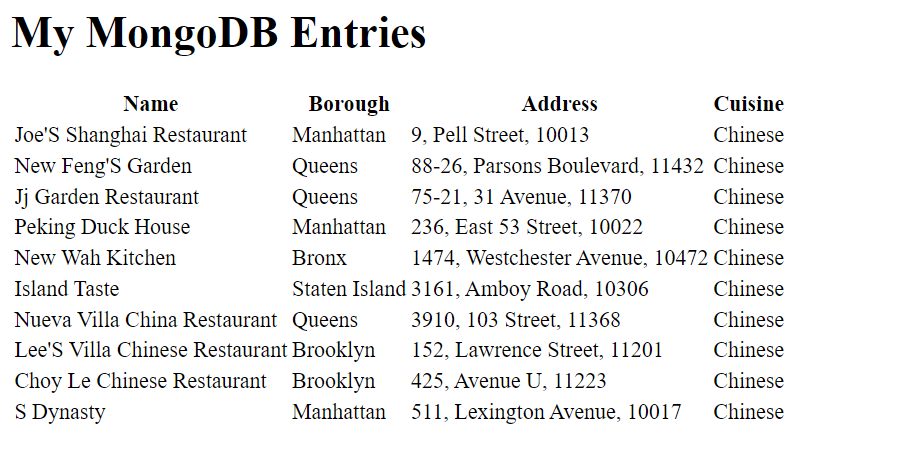 My MongoDB Entries
Name Borough Address Cuisine
Joe'S Shanghai Restaurant Manhattan 9, Pell Street, 10013 Chinese
New Feng'S Garden Queens 88-26, Parsons Boulevard, 11432 Chinese
Jj Garden Restaurant Queens 75-21, 31 Avenue, 11370 Chinese
Peking Duck House Manhattan 236, East 53 Street, 10022 Chinese
New Wah Kitchen Bronx 1474, Westchester Avenue, 10472 Chinese
Island Taste Staten Island 3161, Amboy Road, 10306 Chinese
Nueva Villa China Restaurant Queens 3910, 103 Street, 11368 Chinese
Lee'S Villa Chinese Restaurant Brooklyn 152, Lawrence Street, 11201 Chinese
Choy Le Chinese Restaurant Brooklyn 425, Avenue U, 11223 Chinese
S Dynasty Manhattan 511, Lexington Avenue, 10017 Chinese